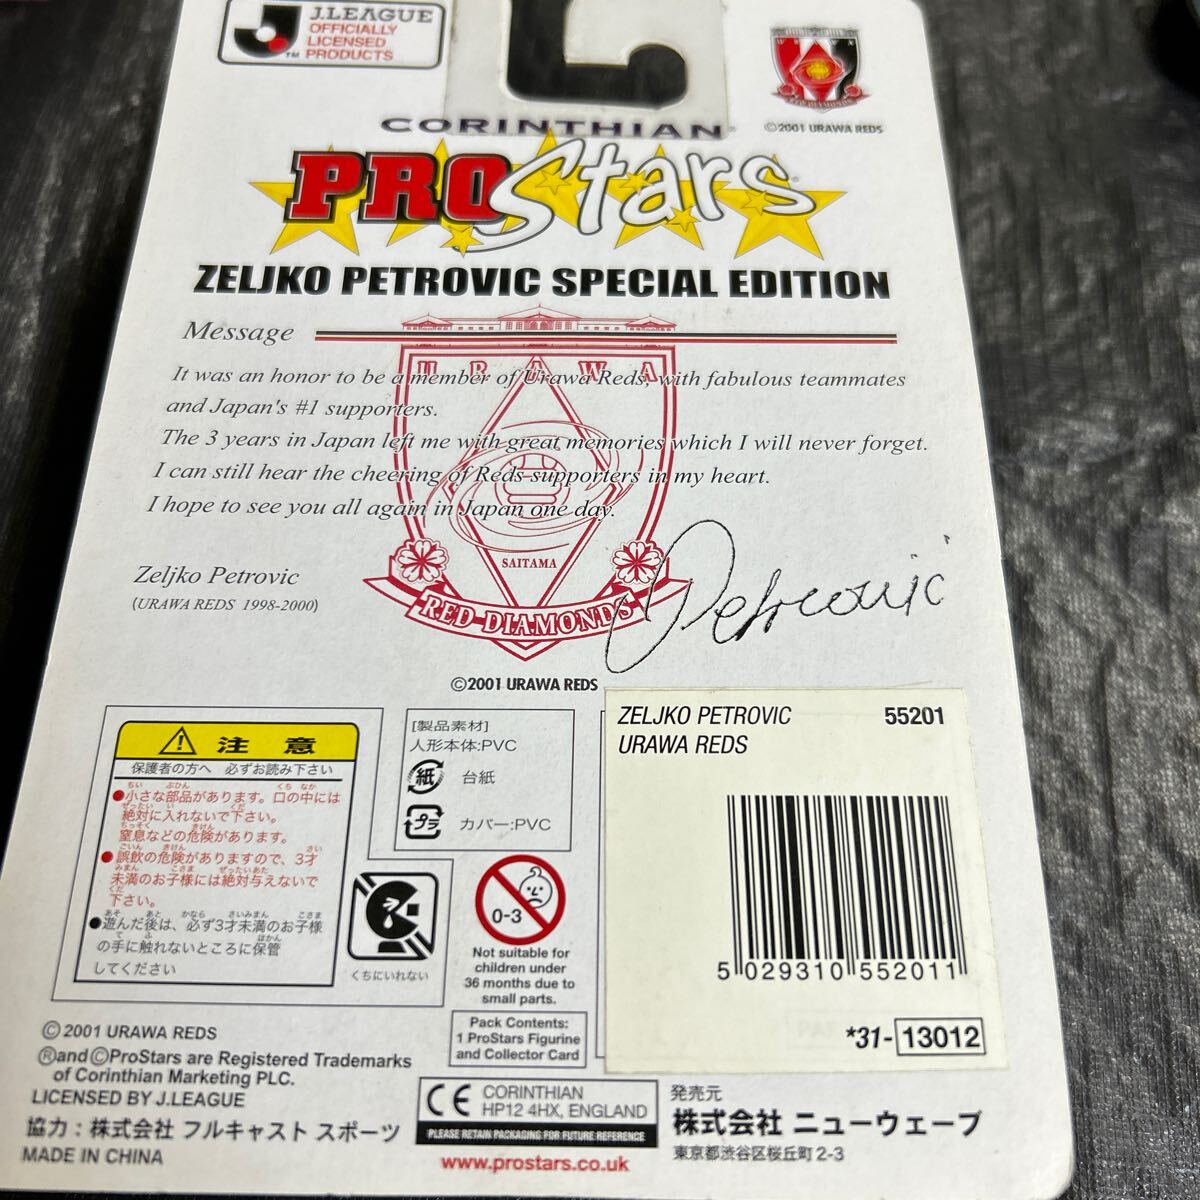 J.LEAGUE
OFFICIALLY
LICENSED
PRODUCTS
TM
©2001 URAWA REDS
CORINTHIAN
PRO Stars
ZELJKO PETROVIC SPECIAL EDITION
Message
It was an honor to be a member of Urawa Reds, with fabulous teammates
and Japan's #1 supporters.
The 3 years in Japan left me with great memories which I will never forget.
I can still hear the cheering of Reds supporters in my heart.
I hope to see you all again in Japan one day.
Zeljko Petrovic
(URAWA REDS 1998-2000)
URAWA
SAITAMA
RED DIAMONDS
Petrovic
©2001 URAWA REDS
注意
保護者の方へ 必ずお読み下さい
●小さな部品があります。口の中には
絶対に入れないで下さい。
窒息などの危険があります。
●誤飲の危険がありますので、3才
未満のお子様には絶対与えないで
下さい。
●遊んだ後は、必ず3才未満のお子様
の手に触れないところに保管
してください
くちにいれない
[製品素材]
人形本体:PVC
紙 台紙
プラ カバー:PVC
0-3
Not suitable for
children under
36 months due to
small parts.
Pack Contents:
1 ProStars Figurine
and Collector Card
ZELJKO PETROVIC 55201
URAWA REDS
5 029310 552011
*31-13012
©2001 URAWA REDS
®and©ProStars are Registered Trademarks
of Corinthian Marketing PLC.
LICENSED BY J.LEAGUE
協力：株式会社 フルキャスト スポーツ
MADE IN CHINA
CE CORINTHIAN
HP12 4HX, ENGLAND
PLEASE RETAIN PACKAGING FOR FUTURE REFERENCE
www.prostars.co.uk
発売元
株式会社 ニューウェーブ
東京都渋谷区桜丘町2-3